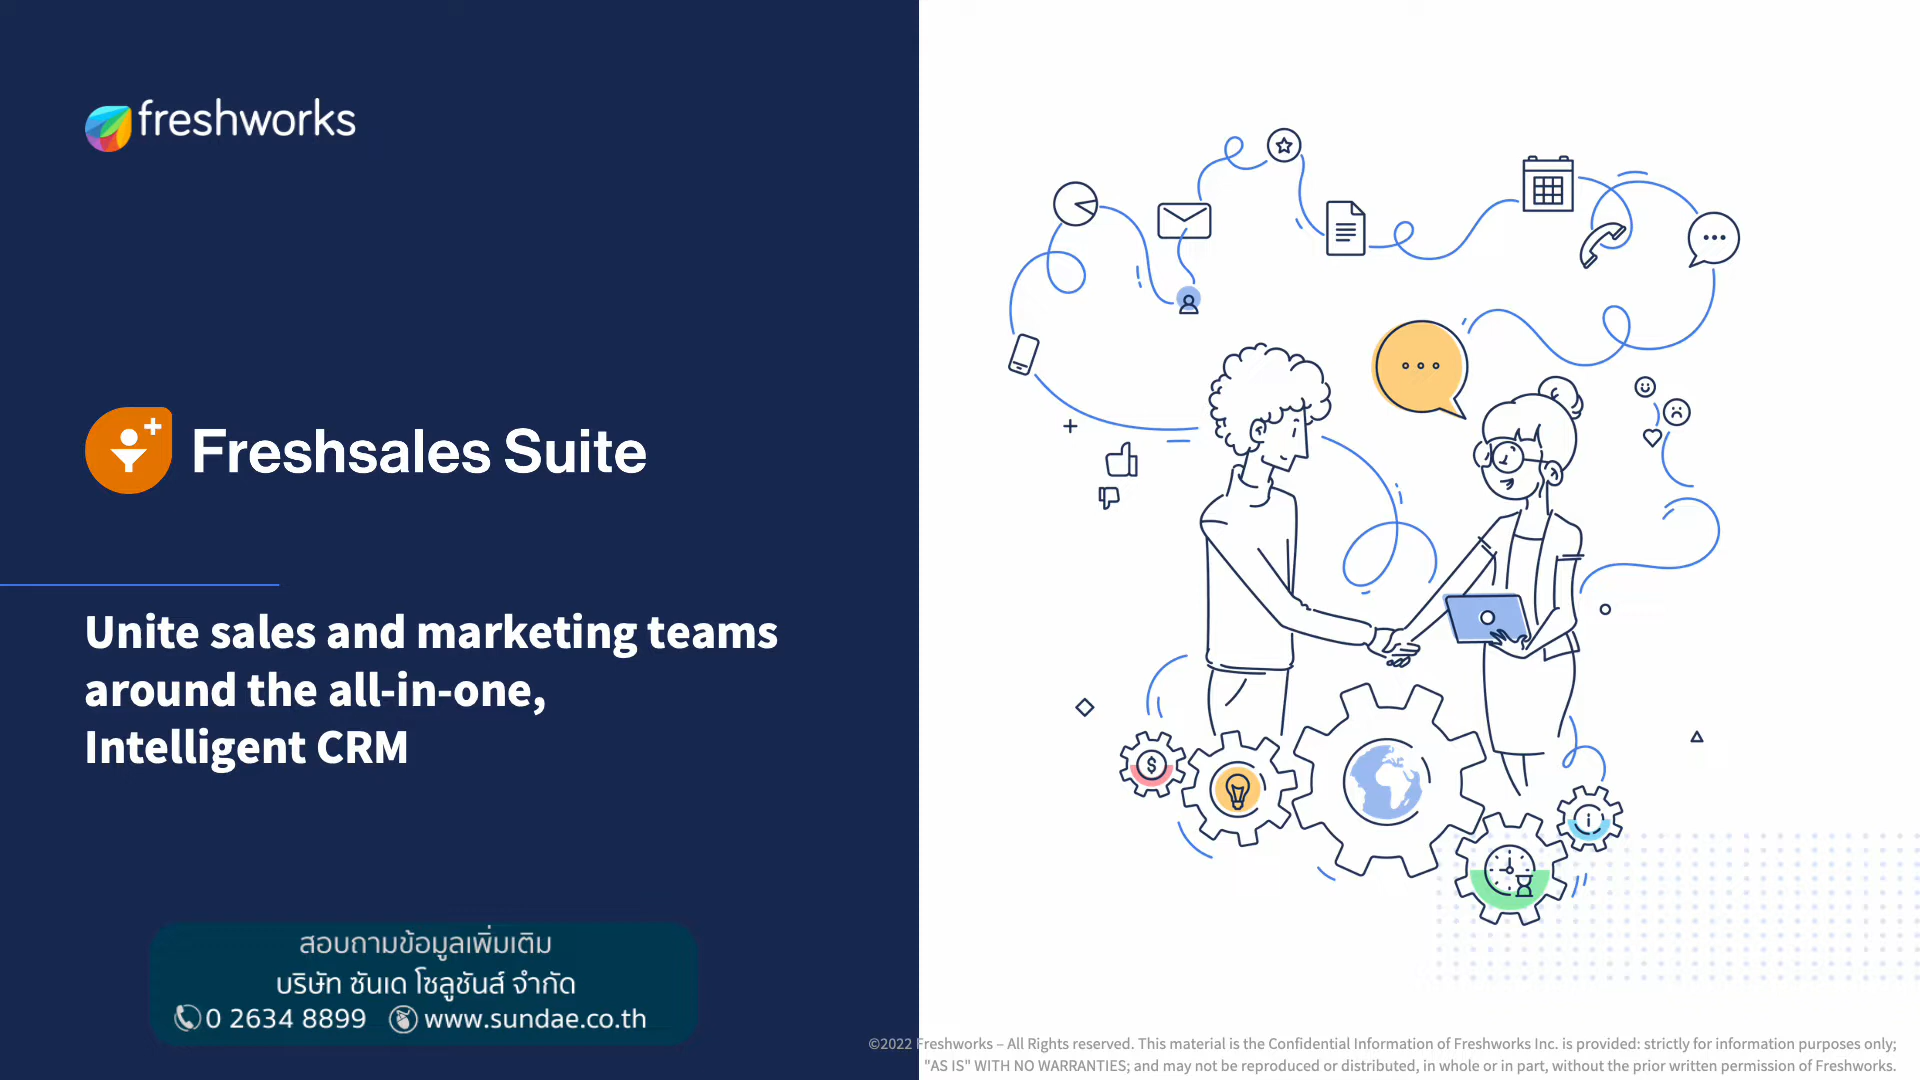 freshworks
Freshsales Suite
Unite sales and marketing teams
around the all-in-one,
Intelligent CRM
สอบถามข้อมูลเพิ่มเติม
บริษัท ซันเด โซลูชันส์ จำกัด
0 2634 8899 www.sundae.co.th
©2022 Freshworks – All Rights reserved. This material is the Confidential Information of Freshworks Inc. is provided: strictly for information purposes only;
"AS IS" WITH NO WARRANTIES; and may not be reproduced or distributed, in whole or in part, without the prior written permission of Freshworks.